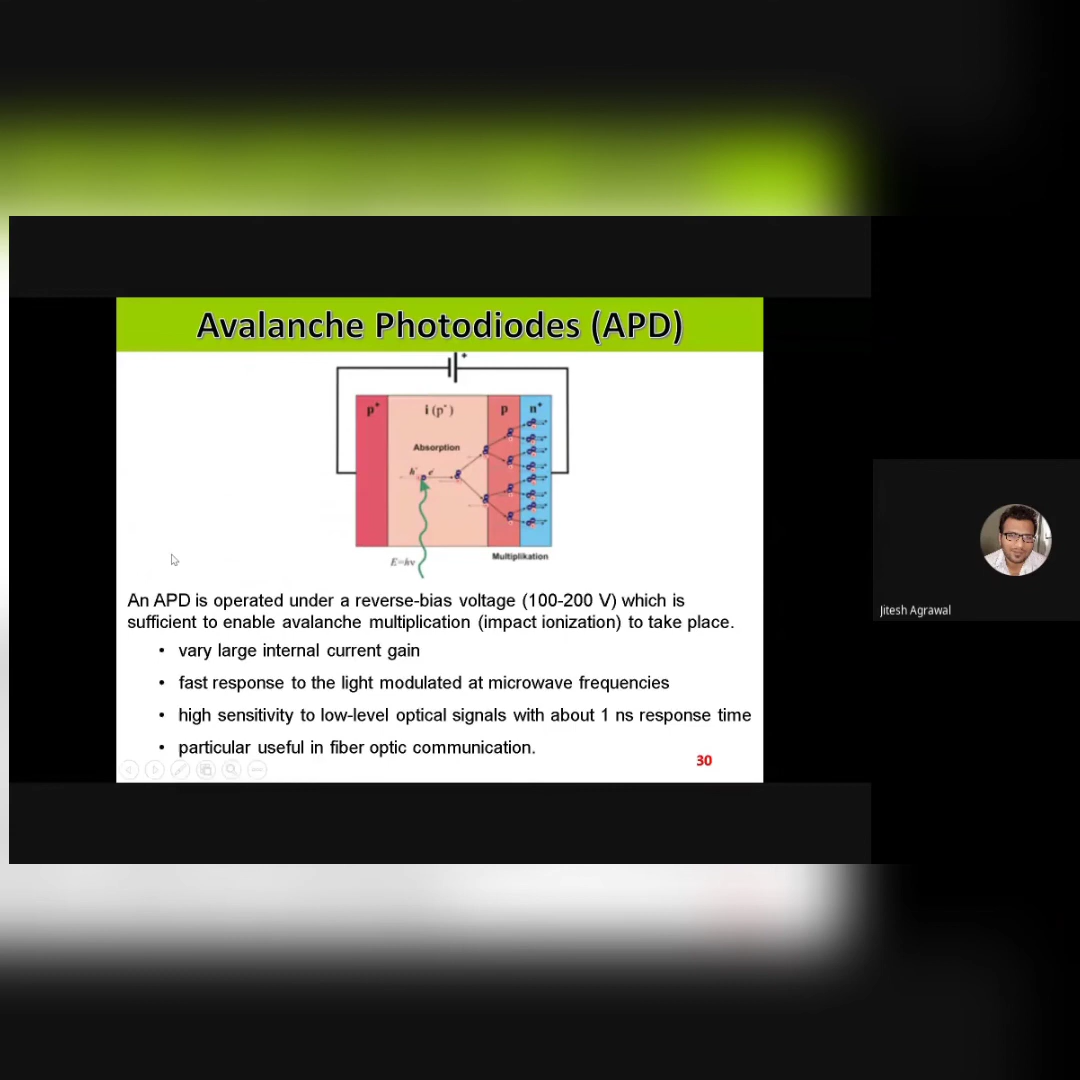 Avalanche Photodiodes (APD)
+
p+ i (p-) p n+
Absorption
h+ e-
E=hν
Multiplikation
An APD is operated under a reverse-bias voltage (100-200 V) which is
sufficient to enable avalanche multiplication (impact ionization) to take place.
• vary large internal current gain
• fast response to the light modulated at microwave frequencies
• high sensitivity to low-level optical signals with about 1 ns response time
• particular useful in fiber optic communication.
30
Jitesh Agrawal